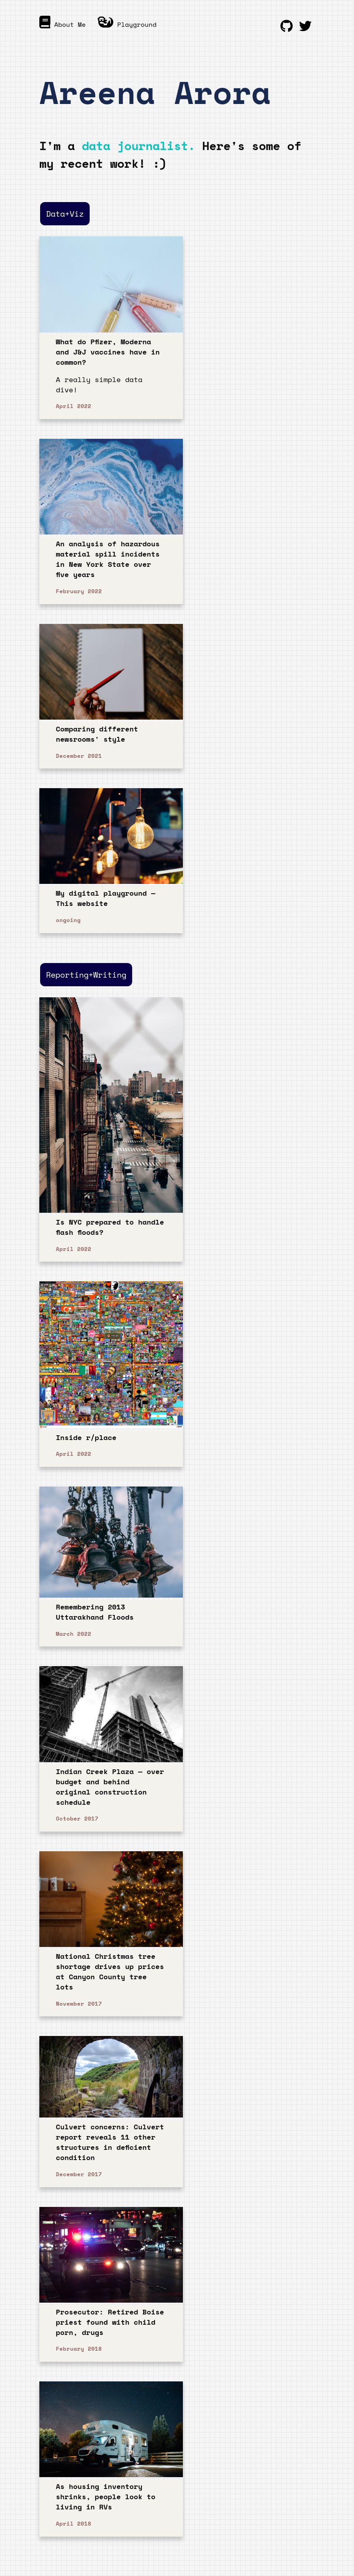 About Me
Playground
Areena Arora
I'm a data journalist. Here's some of
my recent work! :)
Data+Viz
What do Pfizer, Moderna
and J&J vaccines have in
common?
A really simple data
dive!
April 2022
An analysis of hazardous
material spill incidents
in New York State over
five years
February 2022
Comparing different
newsrooms' style
December 2021
My digital playground —
This website
ongoing
Reporting+Writing
Is NYC prepared to handle
flash floods?
April 2022
Inside r/place
April 2022
Remembering 2013
Uttarakhand Floods
March 2022
Indian Creek Plaza — over
budget and behind
original construction
schedule
October 2017
National Christmas tree
shortage drives up prices
at Canyon County tree
lots
November 2017
Culvert concerns: Culvert
report reveals 11 other
structures in deficient
condition
December 2017
Prosecutor: Retired Boise
priest found with child
porn, drugs
February 2018
As housing inventory
shrinks, people look to
living in RVs
April 2018